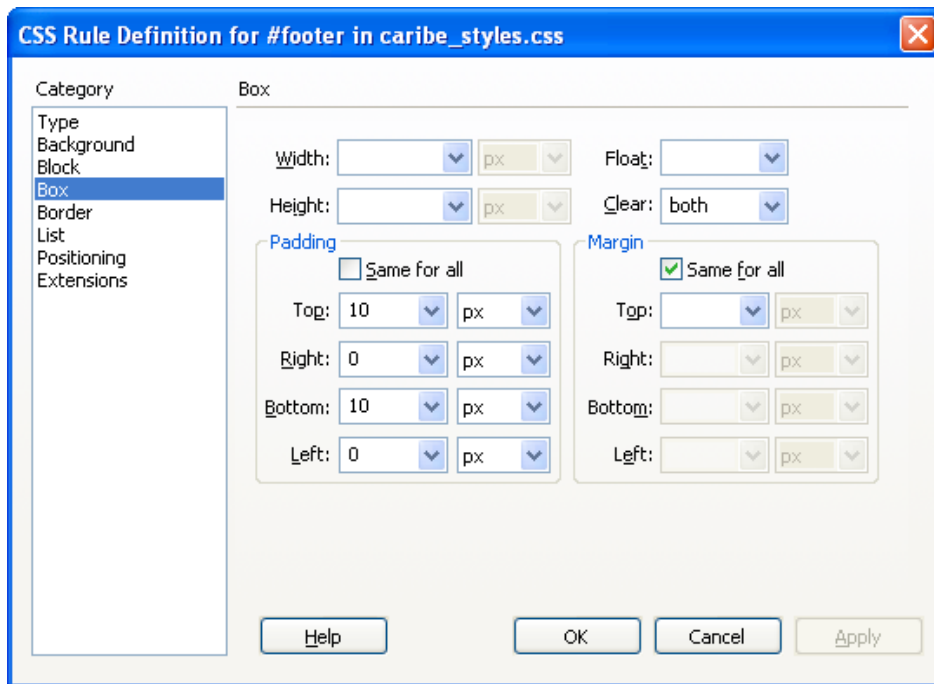 CSS Rule Definition for #footer in caribe_styles.css
Category
Type
Background
Block
Box
Border
List
Positioning
Extensions
Box
Width: px Float:
Height: px Clear: both
Padding
Same for all
Top: 10 px
Right: 0 px
Bottom: 10 px
Left: 0 px
Margin
Same for all
Top: px
Right: px
Bottom: px
Left: px
Help OK Cancel Apply